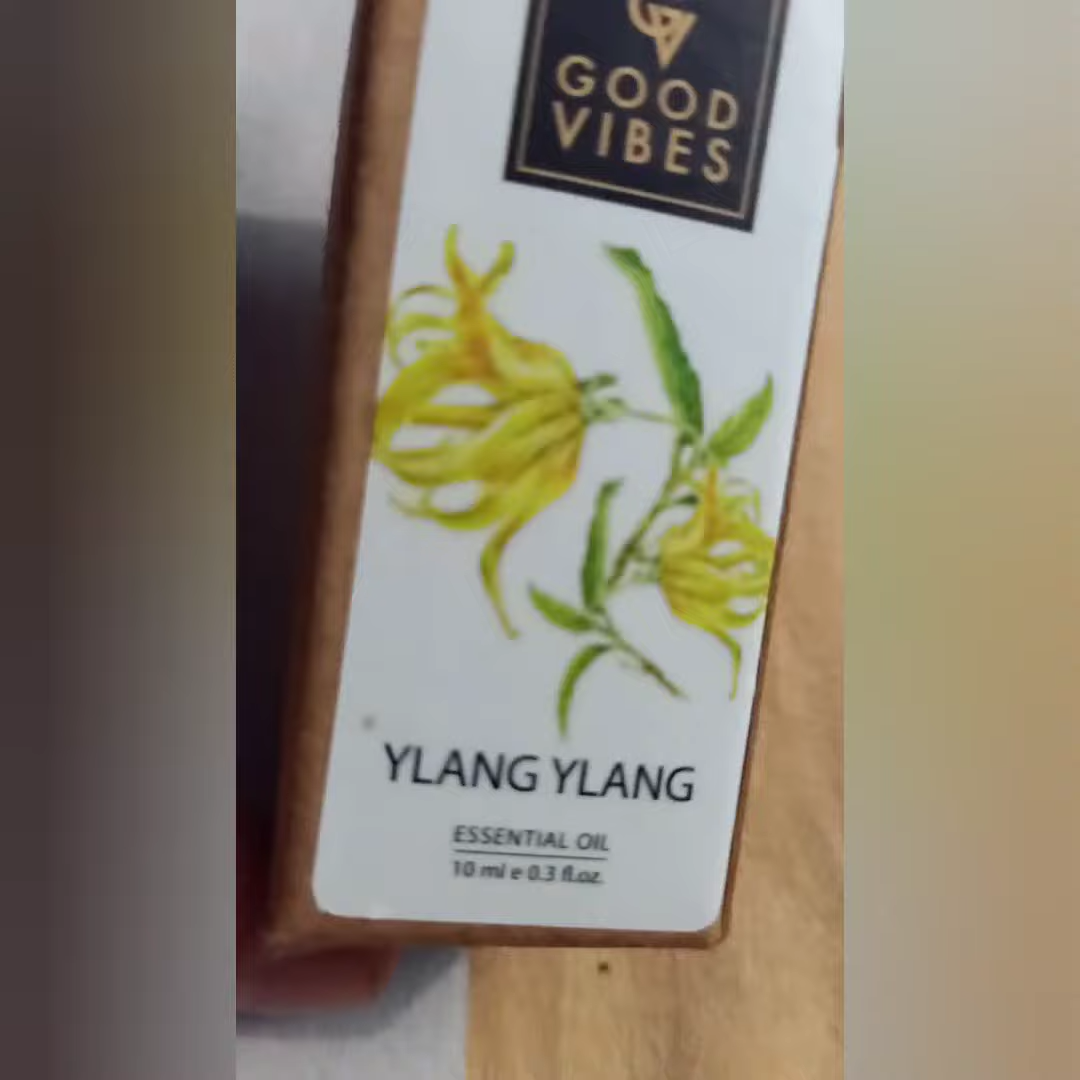 GOOD
VIBES
YLANG YLANG
ESSENTIAL OIL
10 ml e 0.3 fl.oz.